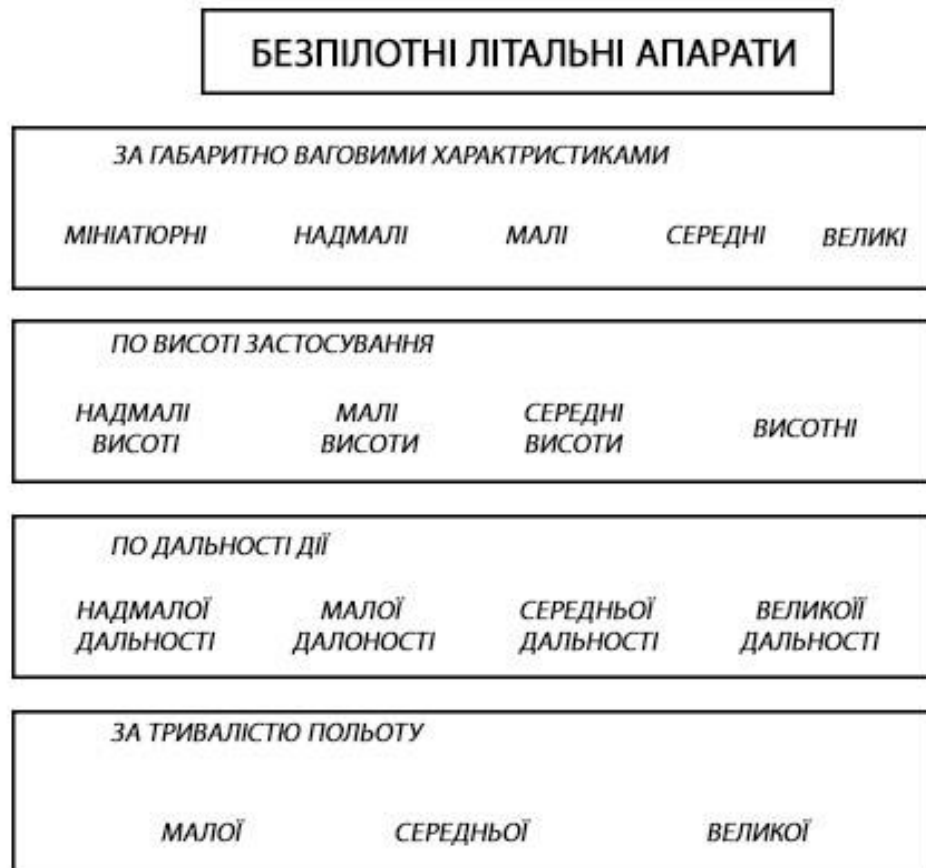 БЕЗПІЛОТНІ ЛІТАЛЬНІ АПАРАТИ
ЗА ГАБАРИТНО ВАГОВИМИ ХАРАКТРИСТИКАМИ
МІНІАТЮРНІ НАДМАЛІ МАЛІ СЕРЕДНІ ВЕЛИКІ
ПО ВИСОТІ ЗАСТОСУВАННЯ
НАДМАЛІ МАЛІ СЕРЕДНІ ВИСОТНІ
ВИСОТІ ВИСОТИ ВИСОТИ
ПО ДАЛЬНОСТІ ДІЇ
НАДМАЛОЇ МАЛОЇ СЕРЕДНЬОЇ ВЕЛИКОЇЇ
ДАЛЬНОСТІ ДАЛОНОСТІ ДАЛЬНОСТІ ДАЛЬНОСТІ
ЗА ТРИВАЛІСТЮ ПОЛЬОТУ
МАЛОЇ СЕРЕДНЬОЇ ВЕЛИКОЇ